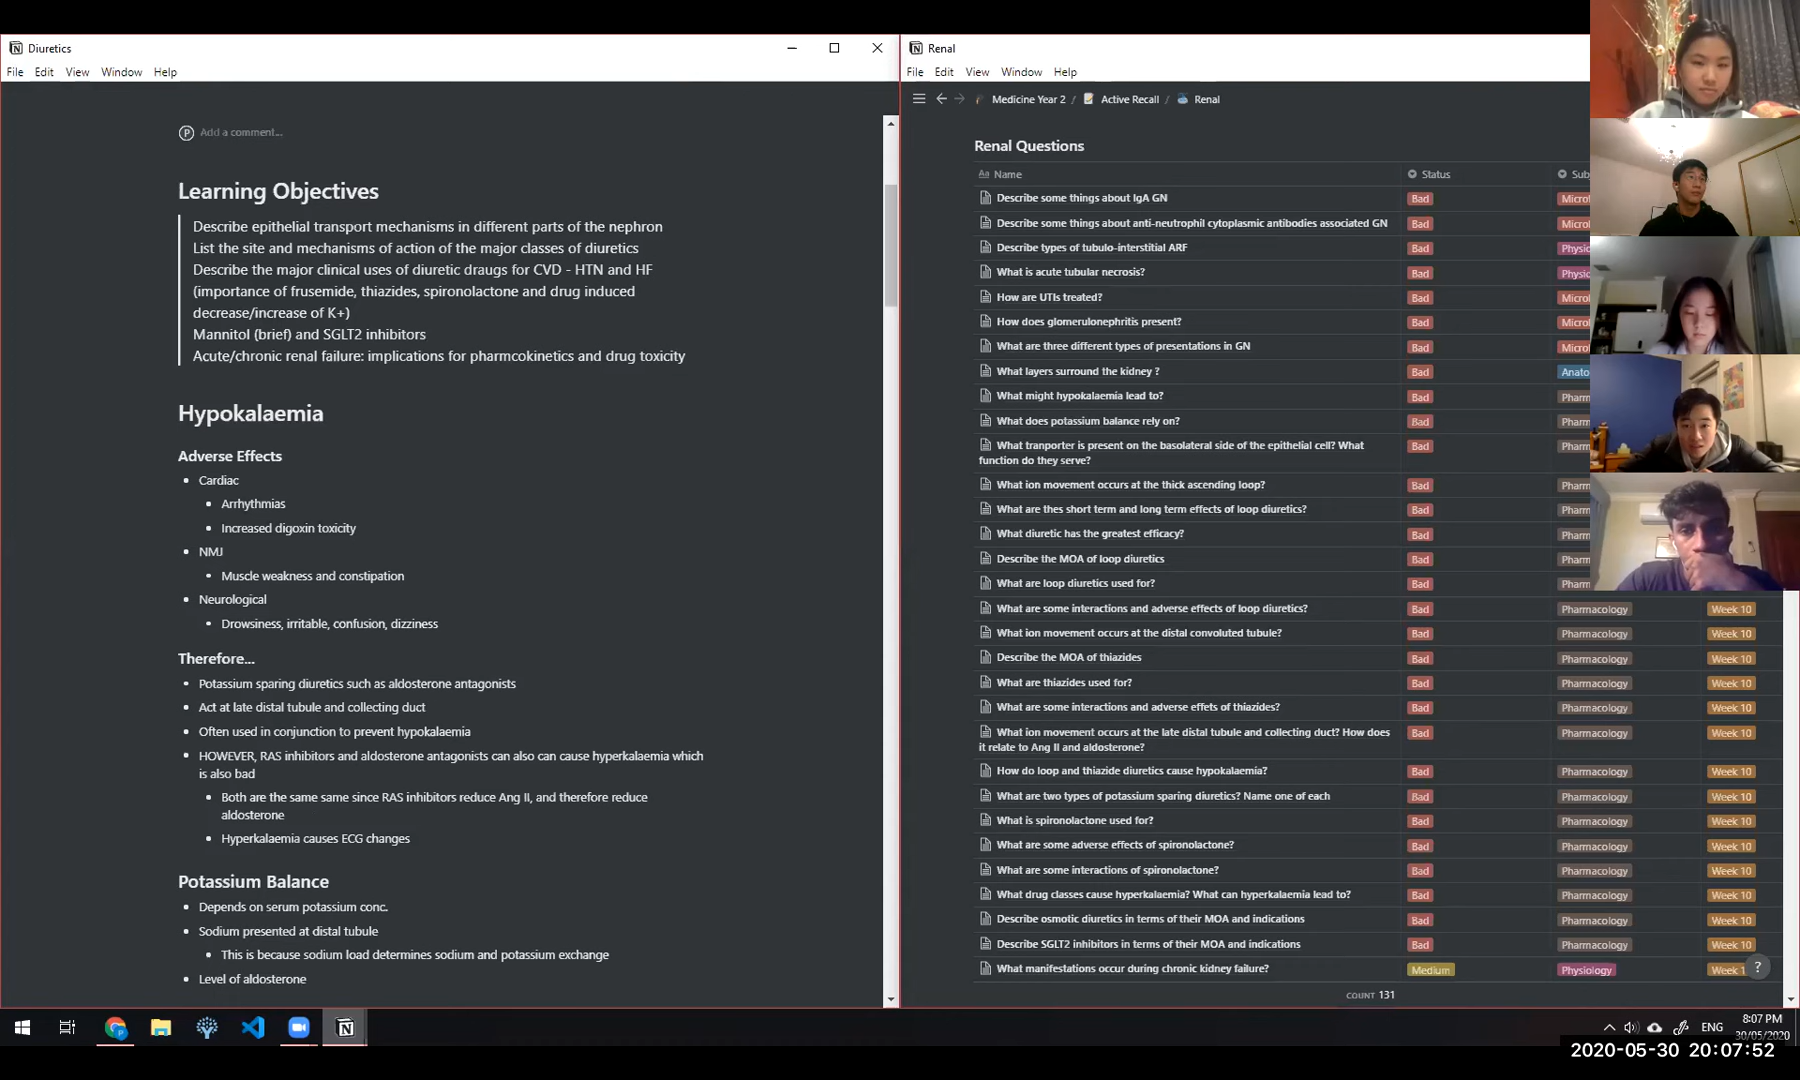 Diuretics
File Edit View Window Help
Add a comment...
Learning Objectives
Describe epithelial transport mechanisms in different parts of the nephron
List the site and mechanisms of action of the major classes of diuretics
Describe the major clinical uses of diuretic draugs for CVD - HTN and HF
(importance of frusemide, thiazides, spironolactone and drug induced
decrease/increase of K+)
Mannitol (brief) and SGLT2 inhibitors
Acute/chronic renal failure: implications for pharmcokinetics and drug toxicity
Hypokalaemia
Adverse Effects
Cardiac
Arrhythmias
Increased digoxin toxicity
NMJ
Muscle weakness and constipation
Neurological
Drowsiness, irritable, confusion, dizziness
Therefore...
Potassium sparing diuretics such as aldosterone antagonists
Act at late distal tubule and collecting duct
Often used in conjunction to prevent hypokalaemia
HOWEVER, RAS inhibitors and aldosterone antagonists can also can cause hyperkalaemia which
is also bad
Both are the same same since RAS inhibitors reduce Ang II, and therefore reduce
aldosterone
Hyperkalaemia causes ECG changes
Potassium Balance
Depends on serum potassium conc.
Sodium presented at distal tubule
This is because sodium load determines sodium and potassium exchange
Level of aldosterone
Renal
File Edit View Window Help
Medicine Year 2 / Active Recall / Renal
Renal Questions
Aa Name Status Sub
Describe some things about IgA GN Bad Microl
Describe some things about anti-neutrophil cytoplasmic antibodies associated GN Bad Microl
Describe types of tubulo-interstitial ARF Bad Physic
What is acute tubular necrosis? Bad Physic
How are UTIs treated? Bad Microl
How does glomerulonephritis present? Bad Microl
What are three different types of presentations in GN Bad Microl
What layers surround the kidney ? Bad Anato
What might hypokalaemia lead to? Bad Pharm
What does potassium balance rely on? Bad Pharm
What tranporter is present on the basolateral side of the epithelial cell? What
function do they serve? Bad Pharm
What ion movement occurs at the thick ascending loop? Bad Pharm
What are thes short term and long term effects of loop diuretics? Bad Pharm
What diuretic has the greatest efficacy? Bad Pharm
Describe the MOA of loop diuretics Bad Pharm
What are loop diuretics used for? Bad Pharm
What are some interactions and adverse effects of loop diuretics? Bad Pharmacology Week 10
What ion movement occurs at the distal convoluted tubule? Bad Pharmacology Week 10
Describe the MOA of thiazides Bad Pharmacology Week 10
What are thiazides used for? Bad Pharmacology Week 10
What are some interactions and adverse effets of thiazides? Bad Pharmacology Week 10
What ion movement occurs at the late distal tubule and collecting duct? How does
it relate to Ang II and aldosterone? Bad Pharmacology Week 10
How do loop and thiazide diuretics cause hypokalaemia? Bad Pharmacology Week 10
What are two types of potassium sparing diuretics? Name one of each Bad Pharmacology Week 10
What is spironolactone used for? Bad Pharmacology Week 10
What are some adverse effects of spironolactone? Bad Pharmacology Week 10
What are some interactions of spironolactone? Bad Pharmacology Week 10
What drug classes cause hyperkalaemia? What can hyperkalaemia lead to? Bad Pharmacology Week 10
Describe osmotic diuretics in terms of their MOA and indications Bad Pharmacology Week 10
Describe SGLT2 inhibitors in terms of their MOA and indications Bad Pharmacology Week 10
What manifestations occur during chronic kidney failure? Medium Physiology Week 1
?
COUNT 131
ENG
8:07 PM
30/05/2020
2020-05-30 20:07:52